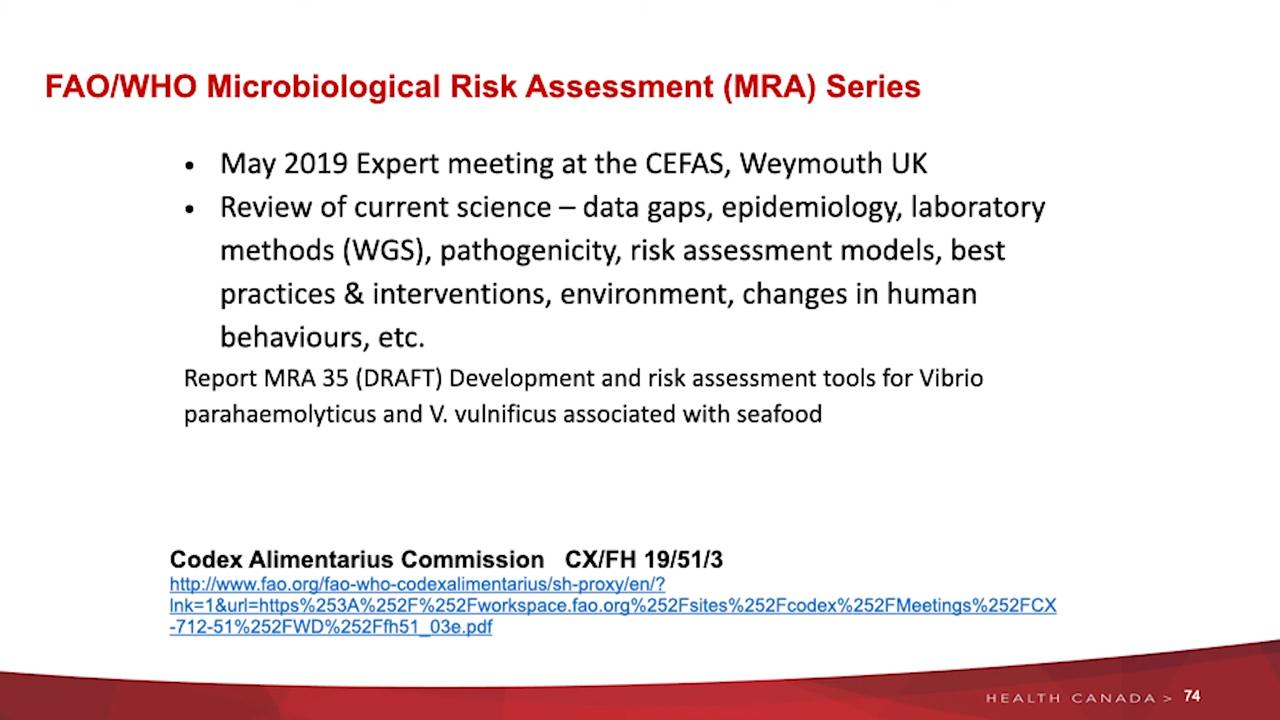 FAO/WHO Microbiological Risk Assessment (MRA) Series
• May 2019 Expert meeting at the CEFAS, Weymouth UK
• Review of current science – data gaps, epidemiology, laboratory
methods (WGS), pathogenicity, risk assessment models, best
practices & interventions, environment, changes in human
behaviours, etc.
Report MRA 35 (DRAFT) Development and risk assessment tools for Vibrio
parahaemolyticus and V. vulnificus associated with seafood
Codex Alimentarius Commission CX/FH 19/51/3
http://www.fao.org/fao-who-codexalimentarius/sh-proxy/en/?
lnk=1&url=https%253A%252F%252Fworkspace.fao.org%252Fsites%252Fcodex%252FMeetings%252FCX
-712-51%252FWD%252Ffh51_03e.pdf
HEALTH CANADA > 74